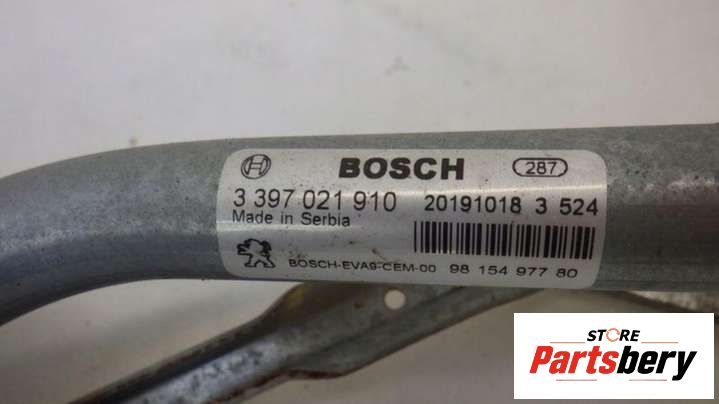 BOSCH 287
3 397 021 910 20191018 3 524
Made in Serbia
BOSCH-EVA9-CEM-00 98 154 977 80
STORE
Partsbery